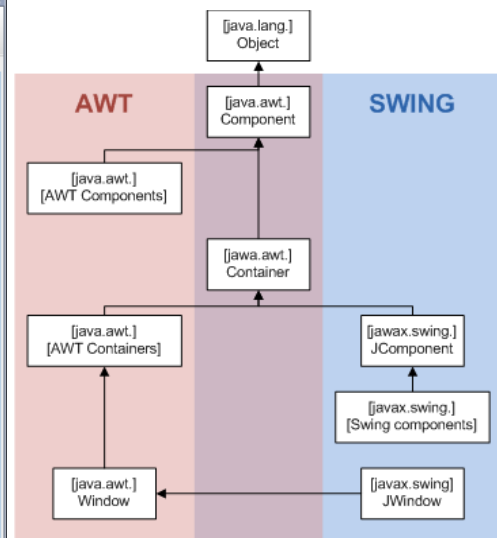 [java.lang.]
Object
AWT
SWING
[java.awt.]
Component
[java.awt.]
[AWT Components]
[jawa.awt.]
Container
[java.awt.]
[AWT Containers]
[jawax.swing.]
JComponent
[javax.swing.]
[Swing components]
[java.awt.]
Window
[javax.swing]
JWindow